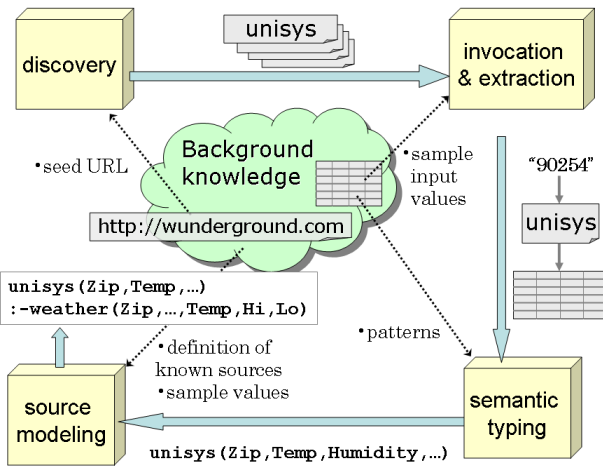 unisys
discovery
invocation
& extraction
Background
knowledge
•seed URL
•sample
input
values
"90254"
unisys
http://wunderground.com
unisys(Zip,Temp,…)
:-weather(Zip,…,Temp,Hi,Lo)
•patterns
•definition of
known sources
•sample values
source
modeling
semantic
typing
unisys(Zip,Temp,Humidity,…)